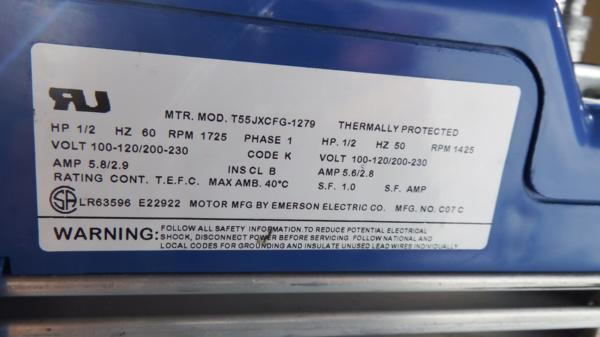 MTR. MOD. T55JXCFG-1279 THERMALLY PROTECTED
HP 1/2 HZ 60 RPM 1725 PHASE 1 HP. 1/2 HZ 50 RPM 1425
VOLT 100-120/200-230 CODE K VOLT 100-120/200-230
AMP 5.8/2.9 INS CL B AMP 5.6/2.8
RATING CONT. T.E.F.C. MAX AMB. 40°C S.F. 1.0 S.F. AMP
SA LR63596 E22922 MOTOR MFG BY EMERSON ELECTRIC CO. MFG. NO. C07 C
WARNING: FOLLOW ALL SAFETY INFORMATION TO REDUCE POTENTIAL ELECTRICAL
SHOCK, DISCONNECT POWER BEFORE SERVICING. FOLLOW NATIONAL AND
LOCAL CODES FOR GROUNDING AND INSULATE UNUSED LEAD WIRES INDIVIDUALLY